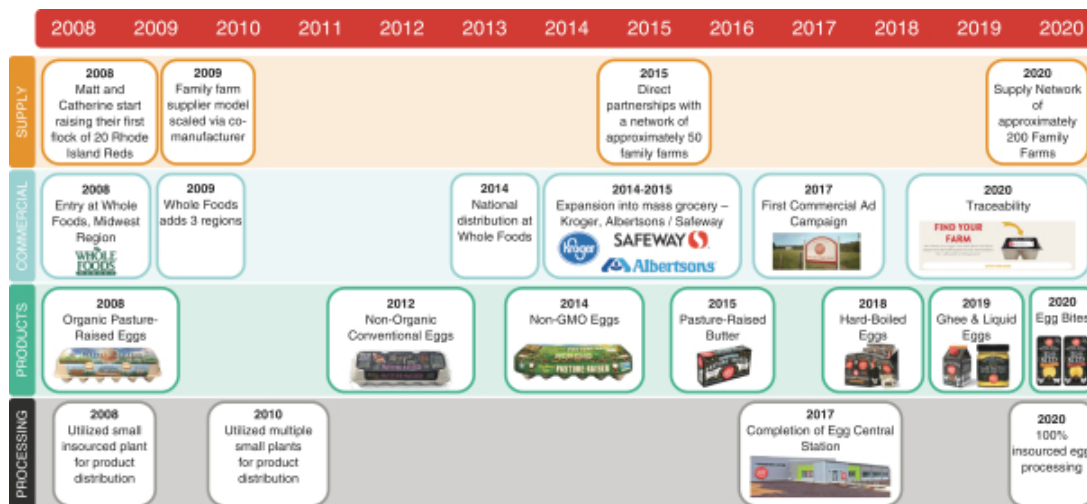 2008 2009 2010 2011 2012 2013 2014 2015 2016 2017 2018 2019 2020
SUPPLY
2008
Matt and
Catherine start
raising their first
flock of 20 Rhode
Island Reds
2009
Family farm
supplier model
scaled via co-
manufacturer
2015
Direct
partnerships with
a network of
approximately 50
family farms
2020
Supply Network
of
approximately
200 Family
Farms
COMMERCIAL
2008
Entry at Whole
Foods, Midwest
Region
WHOLE
FOODS
2009
Whole Foods
adds 3 regions
2014
National
distribution at
Whole Foods
2014-2015
Expansion into mass grocery –
Kroger, Albertsons / Safeway
Kroger
SAFEWAY
Albertsons
2017
First Commercial Ad
Campaign
2020
Traceability
FIND YOUR
FARM
PRODUCTS
2008
Organic Pasture-
Raised Eggs
2012
Non-Organic
Conventional Eggs
2014
Non-GMO Eggs
NON-GMO
PASTURE RAISED
2015
Pasture-Raised
Butter
2018
Hard-Boiled
Eggs
2019
Ghee & Liquid
Eggs
2020
Egg Bites
PROCESSING
2008
Utilized small
insourced plant
for product
distribution
2010
Utilized multiple
small plants
for product
distribution
2017
Completion of Egg Central
Station
2020
100%
insourced egg
processing